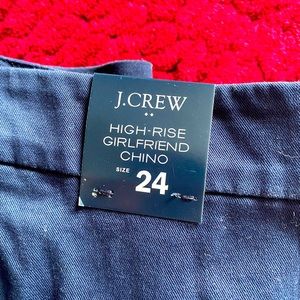 J.CREW
HIGH-RISE
GIRLFRIEND
CHINO
SIZE 24